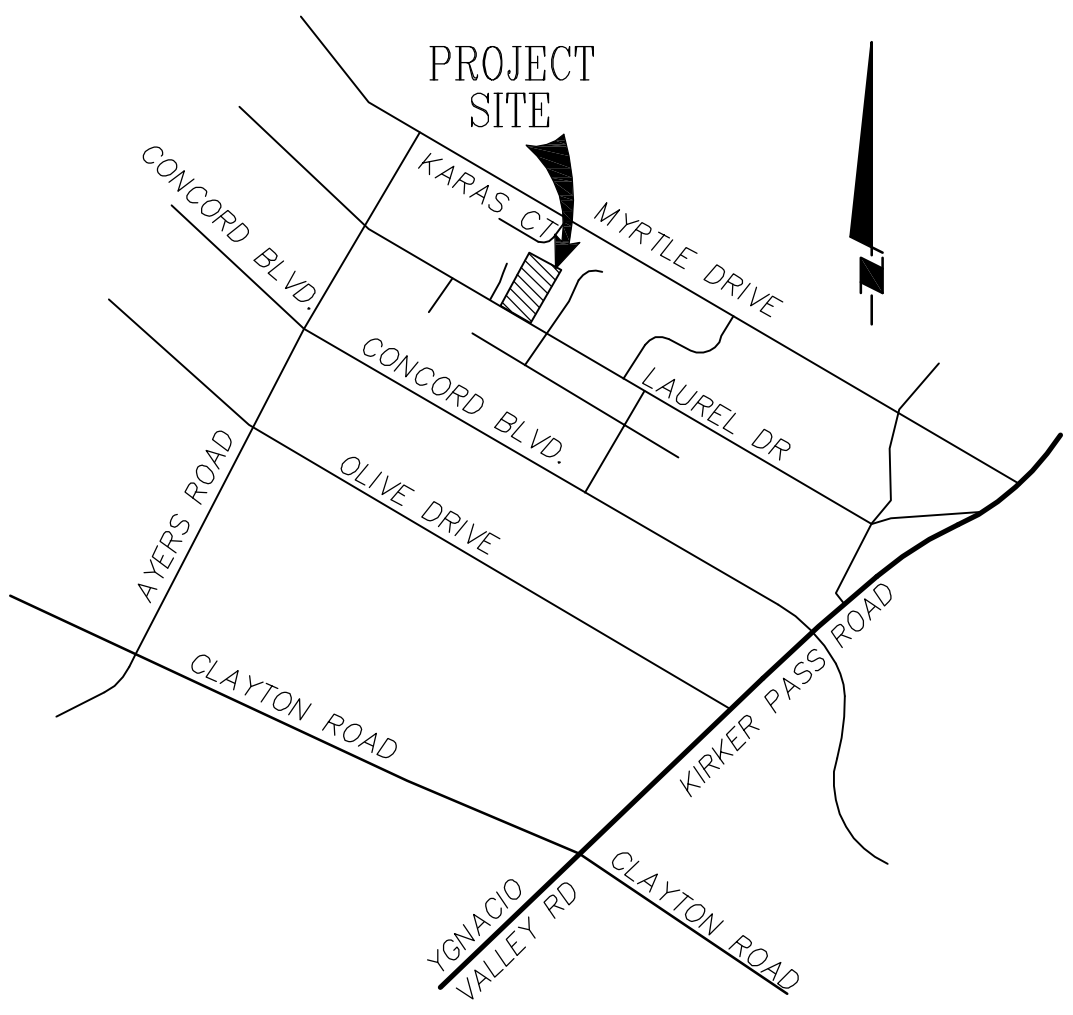 PROJECT
SITE
KARAS CT
MYRTLE DRIVE
CONCORD BLVD.
CONCORD BLVD.
LAUREL DR
OLIVE DRIVE
AYERS ROAD
CLAYTON ROAD
KIRKER PASS ROAD
CLAYTON ROAD
YGNACIO
VALLEY RD